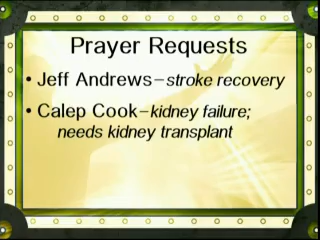 Prayer Requests
• Jeff Andrews–stroke recovery
• Calep Cook–kidney failure;
needs kidney transplant